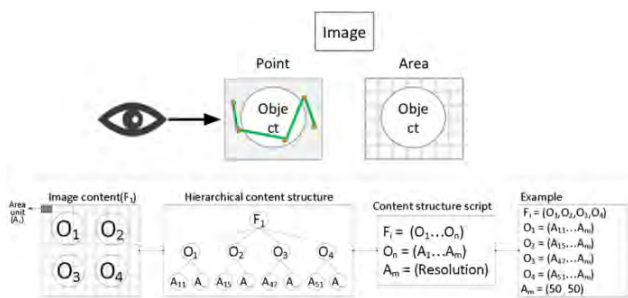 Image
Point
Area
Obje
ct
Obje
ct
Area
unit
(Aᵢ)
Image content(F₁)
O₁
O₂
O₃
O₄
Hierarchical content structure
F₁
O₁
O₂
O₃
O₄
A₁₁
A...
A₁₅
A...
A₄₇
A...
A₅₁
A...
Content structure script
Fᵢ = (O₁...Oₙ)
Oₙ = (A₁...Aₘ)
Aₘ = (Resolution)
Example
Fᵢ = (O₁,O₂,O₃,O₄)
O₁ = (A₁₁...Aₘ)
O₂ = (A₁₅...Aₘ)
O₃ = (A₄₇...Aₘ)
O₄ = (A₅₁...Aₘ)
Aₘ = (50_50)